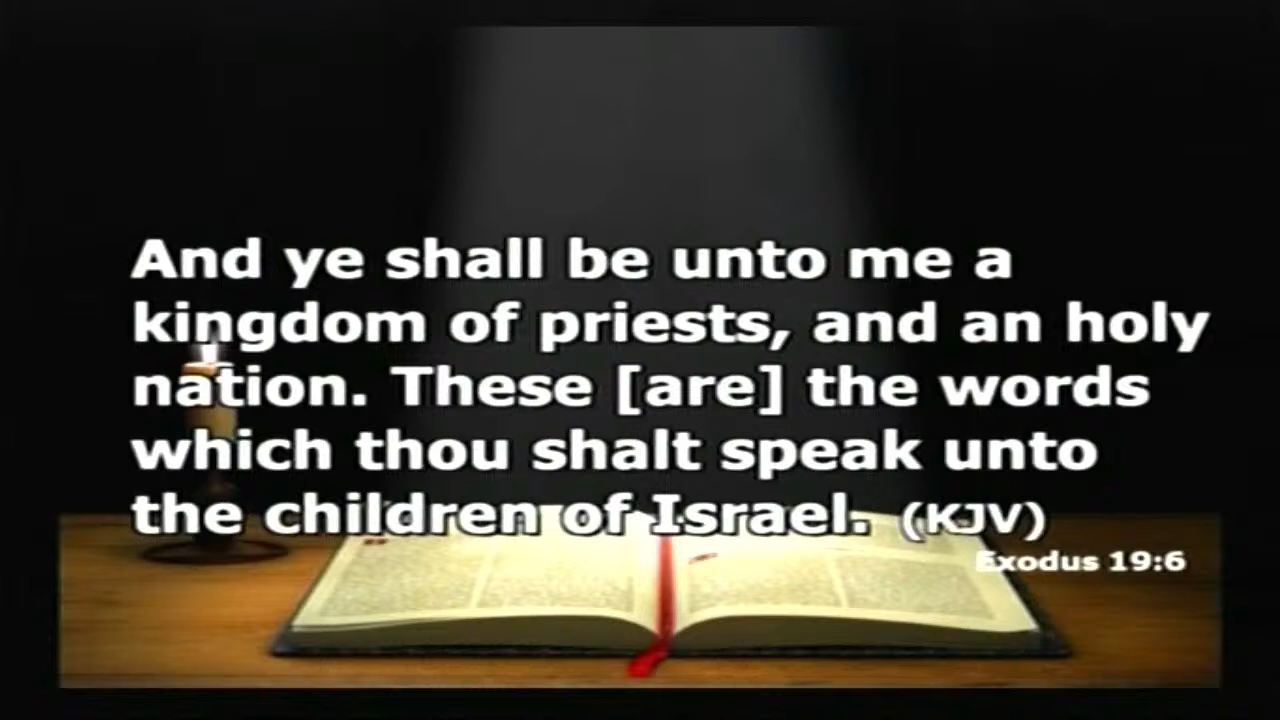 And ye shall be unto me a
kingdom of priests, and an holy
nation. These [are] the words
which thou shalt speak unto
the children of Israel. (KJV)
Exodus 19:6